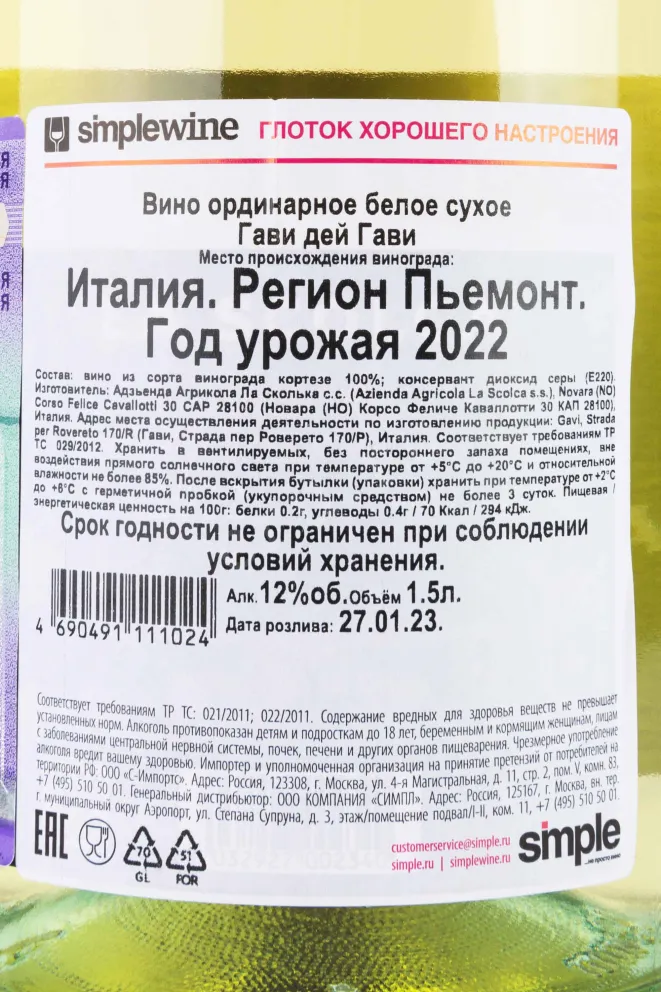 simplewine ГЛОТОК ХОРОШЕГО НАСТРОЕНИЯ
Вино ординарное белое сухое
Гави дей Гави
Место происхождения винограда:
Италия. Регион Пьемонт.
Год урожая 2022
Состав: вино из сорта винограда кортезе 100%; консервант диоксид серы (E220).
Изготовитель: Адзьенда Агрикола Ла Сколька с.с. (Azienda Agricola La Scolca s.s.), Novara (NO)
Corso Felice Cavallotti 30 CAP 28100 (Новара (НО) Корсо Феличе Каваллотти 30 КАП 28100),
Италия. Адрес места осуществления деятельности по изготовлению продукции: Gavi, Strada
per Rovereto 170/R (Гави, Страда пер Роверето 170/Р), Италия. Соответствует требованиям ТР
ТС 029/2012. Хранить в вентилируемых, без постороннего запаха помещениях, вне
воздействия прямого солнечного света при температуре от +5°С до +20°С и относительной
влажности не более 85%. После вскрытия бутылки (упаковки) хранить при температуре от +2°С
до +6°С с герметичной пробкой (укупорочным средством) не более 3 суток. Пищевая /
энергетическая ценность на 100г: белки 0.2г, углеводы 0.4г / 70 Ккал / 294 кДж.
Срок годности не ограничен при соблюдении
условий хранения.
Алк. 12%об. Объём 1.5л.
4 690491 111024
Дата розлива: 27.01.23.
Соответствует требованиям ТР ТС: 021/2011; 022/2011. Содержание вредных для здоровья веществ не превышает
установленных норм. Алкоголь противопоказан детям и подросткам до 18 лет, беременным и кормящим женщинам, лицам
с заболеваниями центральной нервной системы, почек, печени и других органов пищеварения. Чрезмерное употребление
алкоголя вредит вашему здоровью. Импортер и уполномоченная организация на принятие претензий от потребителей на
территории РФ: ООО «С-Импортс». Адрес: Россия, 123308, г. Москва, ул. 4-я Магистральная, д. 11, стр. 2, пом. V, комн. 83,
+7 (495) 510 50 01. Генеральный дистрибьютор: ООО КОМПАНИЯ «СИМПЛ». Адрес: Россия, 125167, г. Москва, вн. тер.
г. муниципальный округ Аэропорт, ул. Степана Супруна, д. 3, этаж/помещение подвал/I-II, ком. 11, +7 (495) 510 50 01.
EAC
70
GL
51
FOR
customerservice@simple.ru
simple.ru | simplewine.ru
simple
...не просто вино